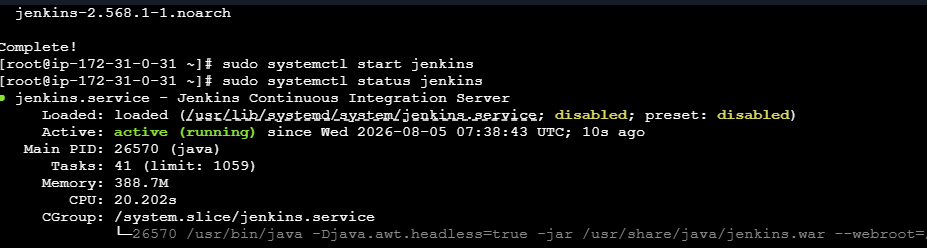 jenkins-2.568.1-1.noarch
Complete!
[root@ip-172-31-0-31 ~]# sudo systemctl start jenkins
[root@ip-172-31-0-31 ~]# sudo systemctl status jenkins
● jenkins.service - Jenkins Continuous Integration Server
Loaded: loaded (/usr/lib/systemd/system/jenkins.service; disabled; preset: disabled)
Active: active (running) since Wed 2026-08-05 07:38:43 UTC; 10s ago
Main PID: 26570 (java)
Tasks: 41 (limit: 1059)
Memory: 388.7M
CPU: 20.202s
CGroup: /system.slice/jenkins.service
└─26570 /usr/bin/java -Djava.awt.headless=true -jar /usr/share/java/jenkins.war --webroot=/